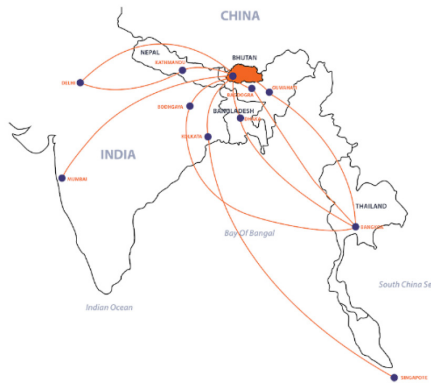 CHINA
NEPAL
BHUTAN
KATHMANDU
DELHI
BAGDOGRA
GUWAHATI
BODHGAYA
BANGLADESH
DHAKA
KOLKATA
INDIA
MUMBAI
THAILAND
BANGKOK
Bay Of Bangal
South China Se
Indian Ocean
SINGAPORE